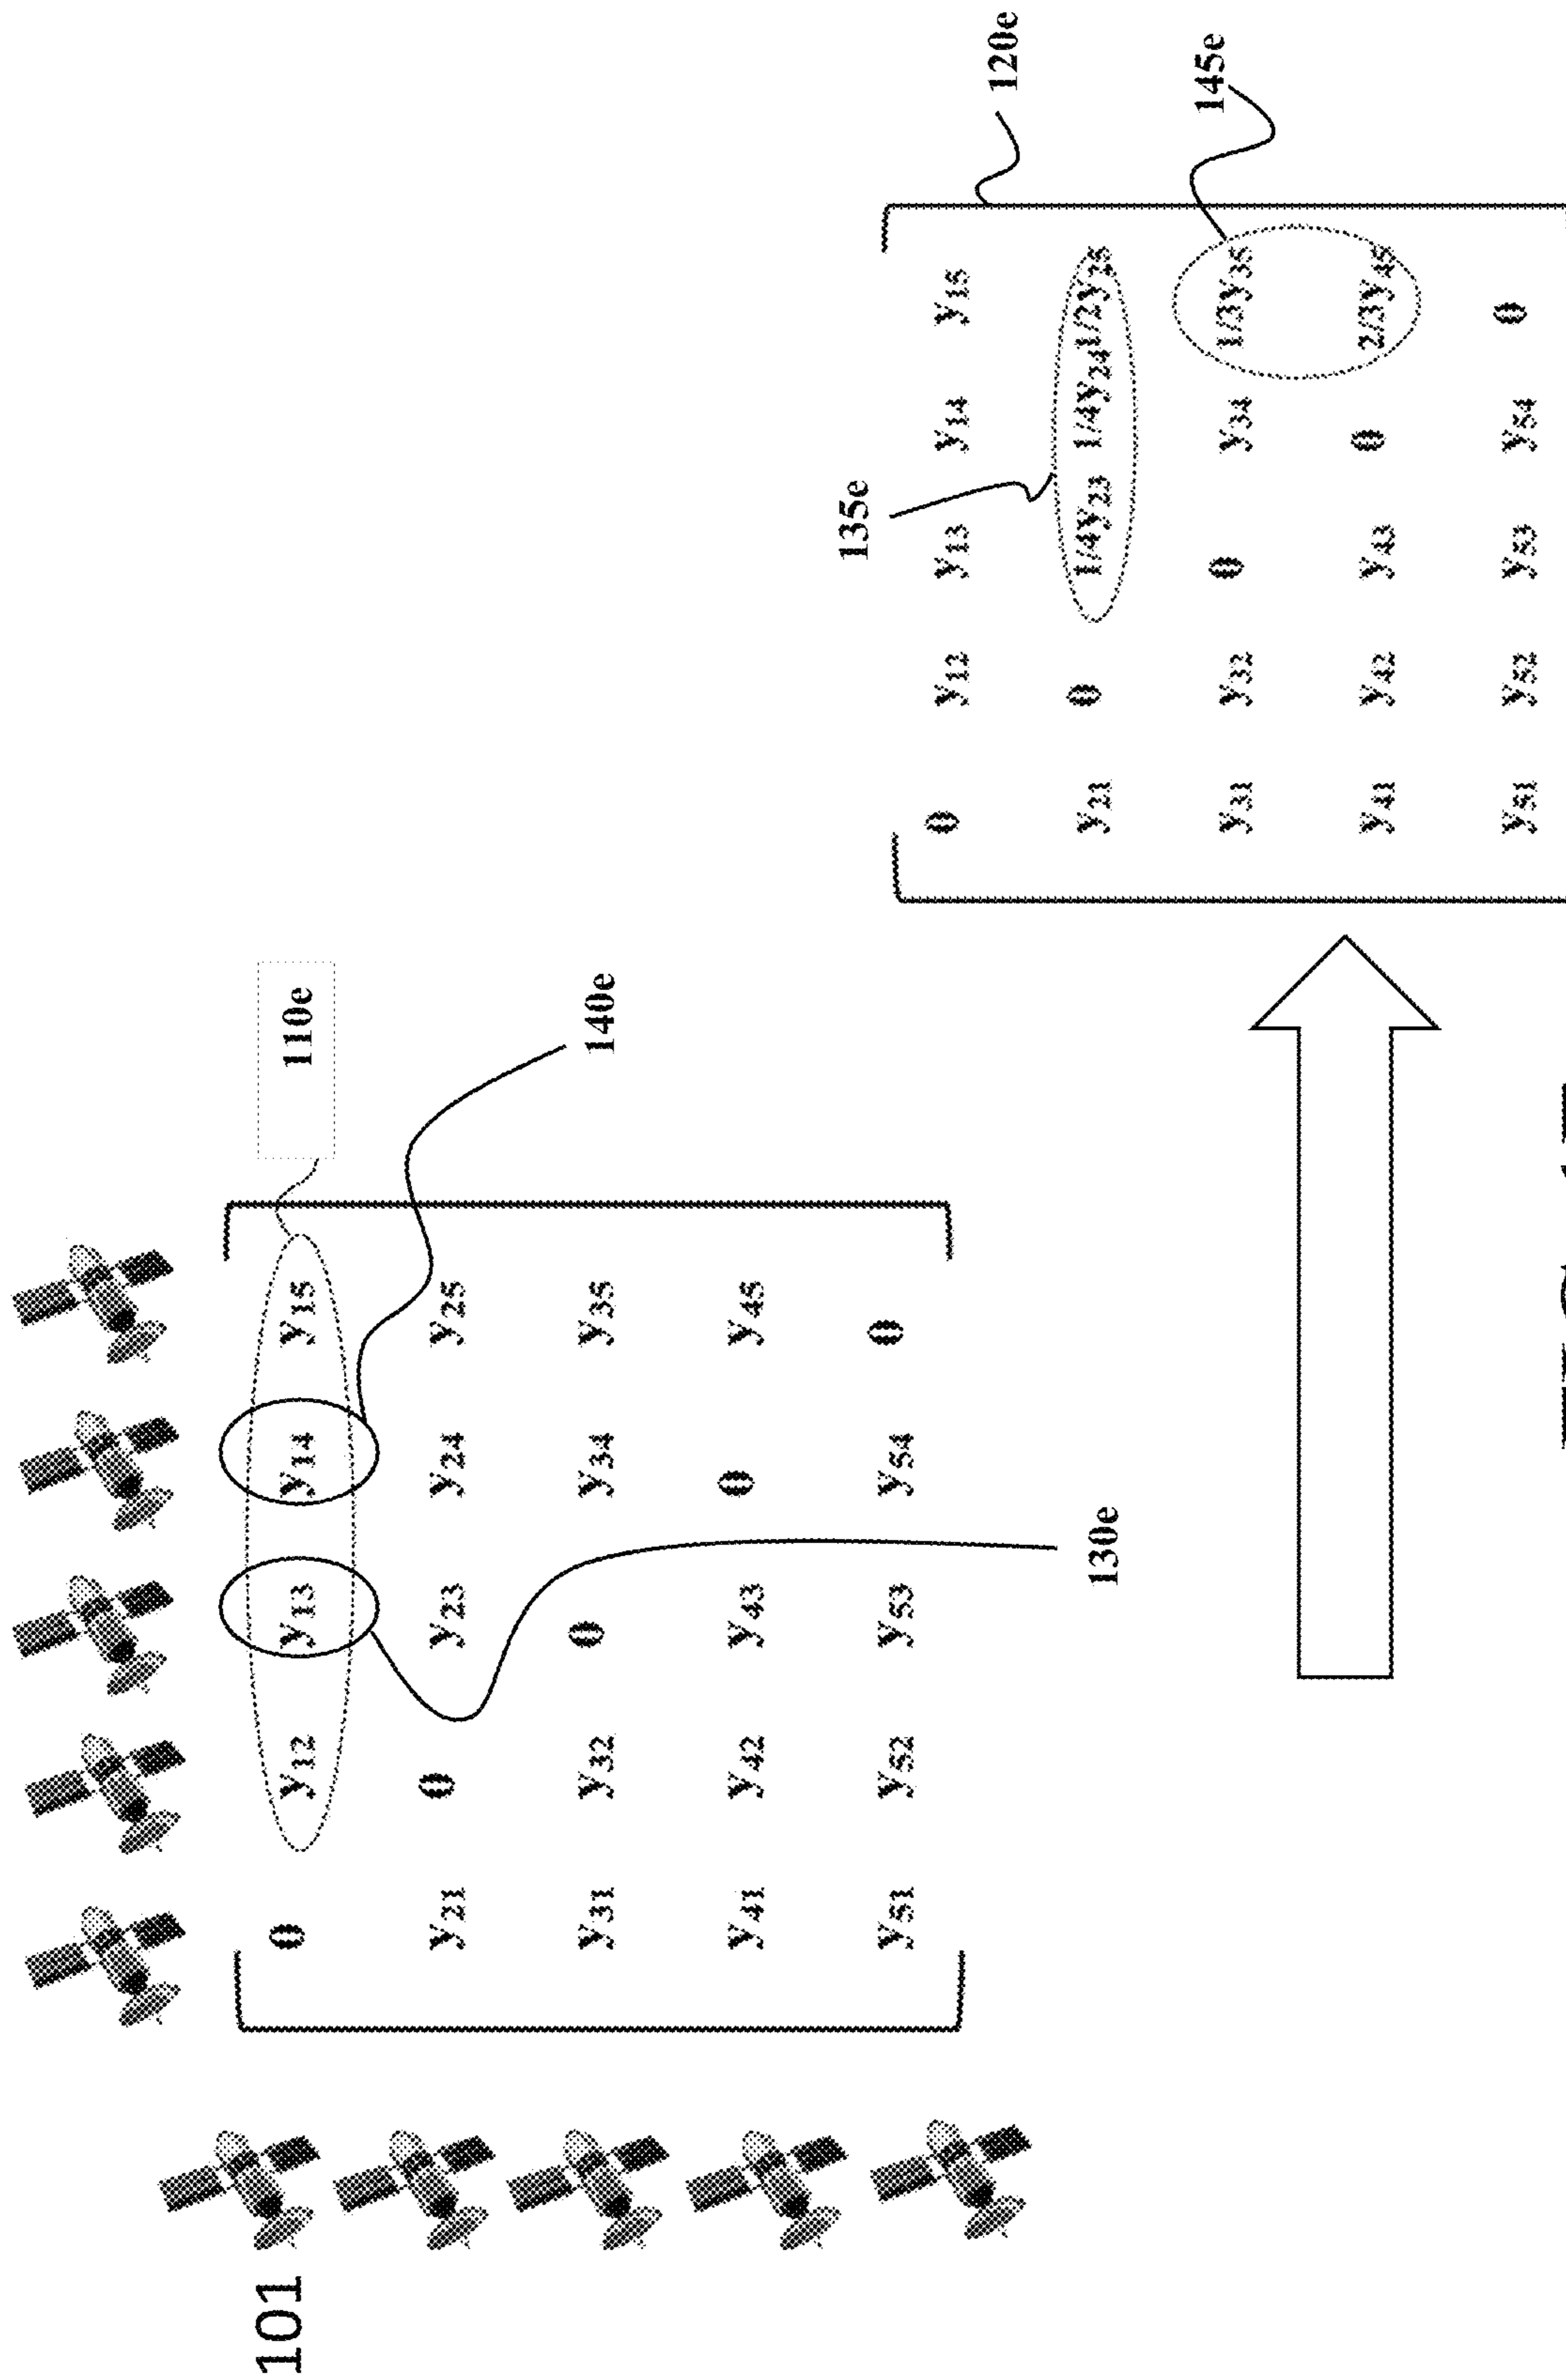 101
110e
0 y12 y13 y14 y15
y21 0 y23 y24 y25
y31 y32 0 y34 y35
y41 y42 y43 0 y45
y51 y52 y53 y54 0
140e
130e
135e
120e
0 y12 y13 y14 y15
y21 0 1/4y23 1/4y24 1/2y25
y31 y32 0 y34 1/3y35
y41 y42 y43 0 2/3y45
y51 y52 y53 y54 0
145e